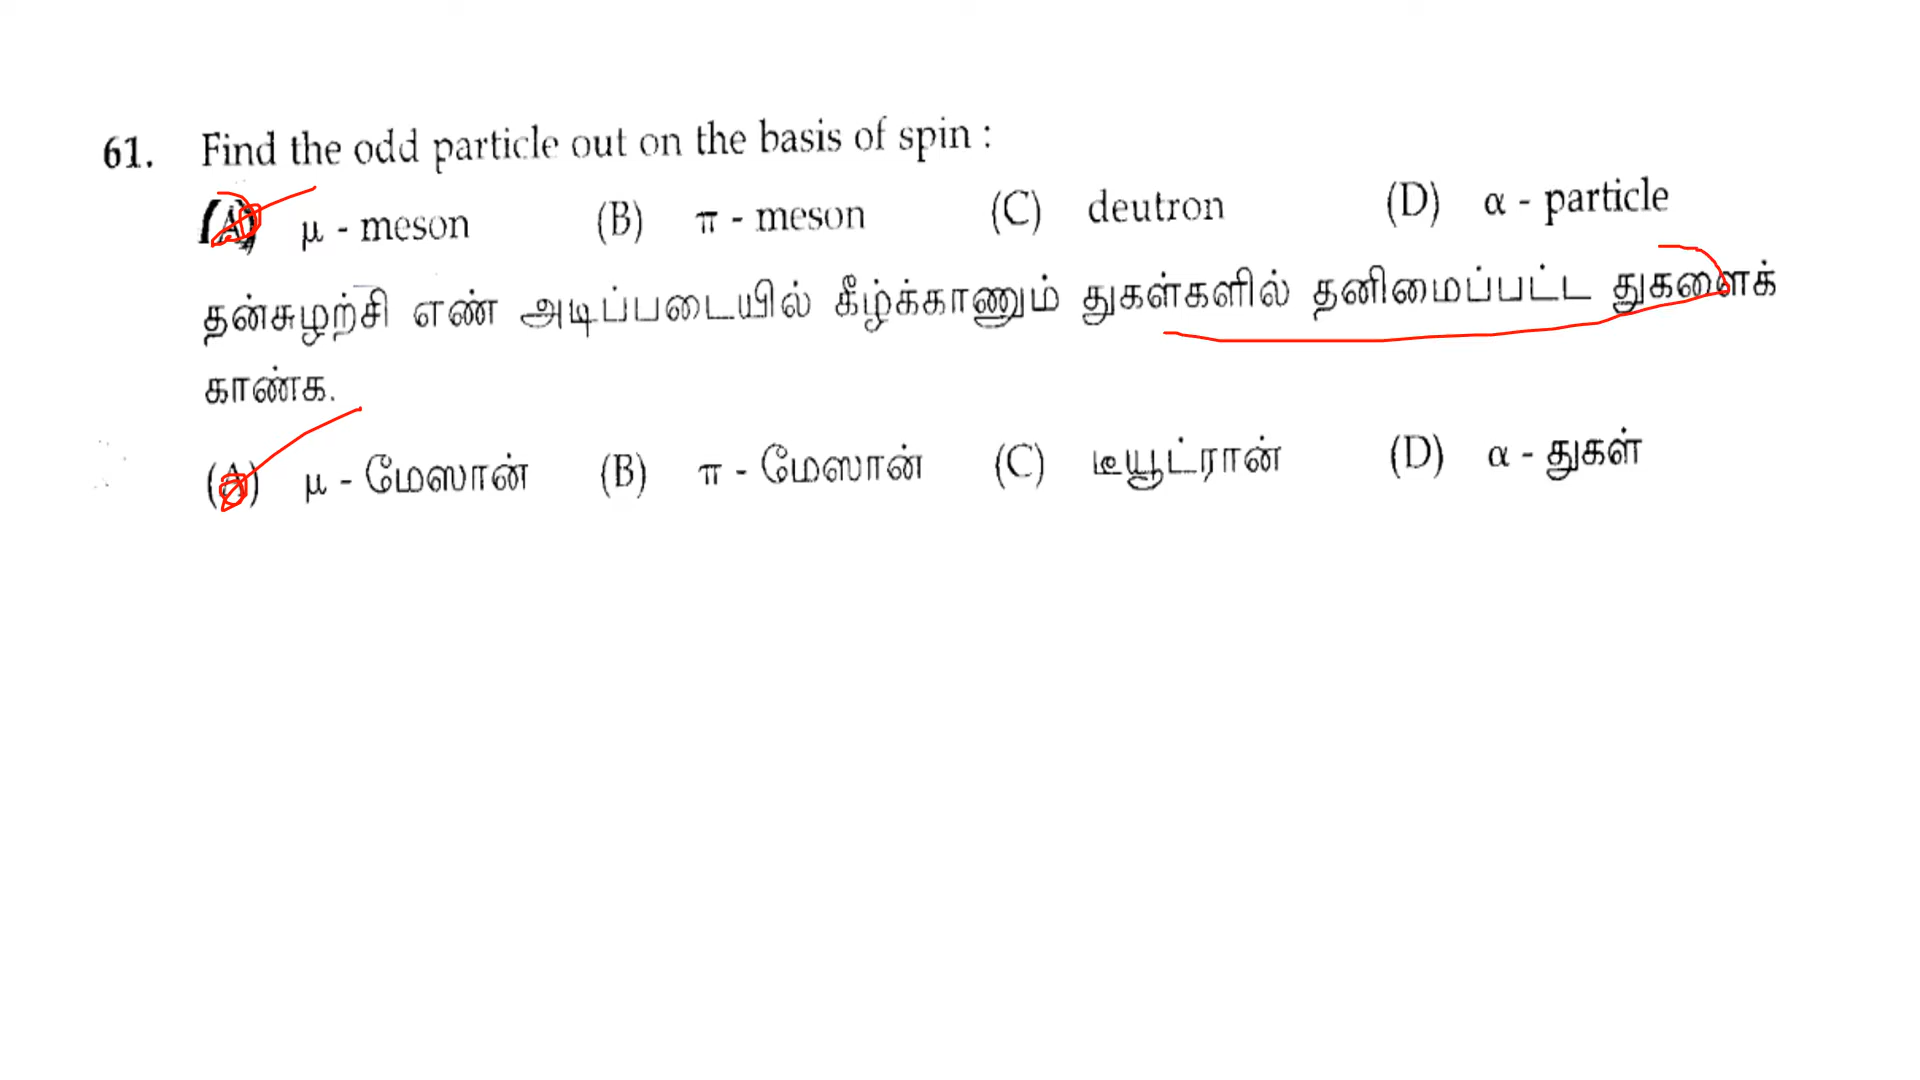 61. Find the odd particle out on the basis of spin :
(A) μ - meson (B) π - meson (C) deutron (D) α - particle
தன்சுழற்சி எண் அடிப்படையில் கீழ்க்காணும் துகள்களில் தனிமைப்பட்ட துகளைக்
காண்க.
(A) μ - மேஸான் (B) π - மேஸான் (C) டீயூட்ரான் (D) α - துகள்